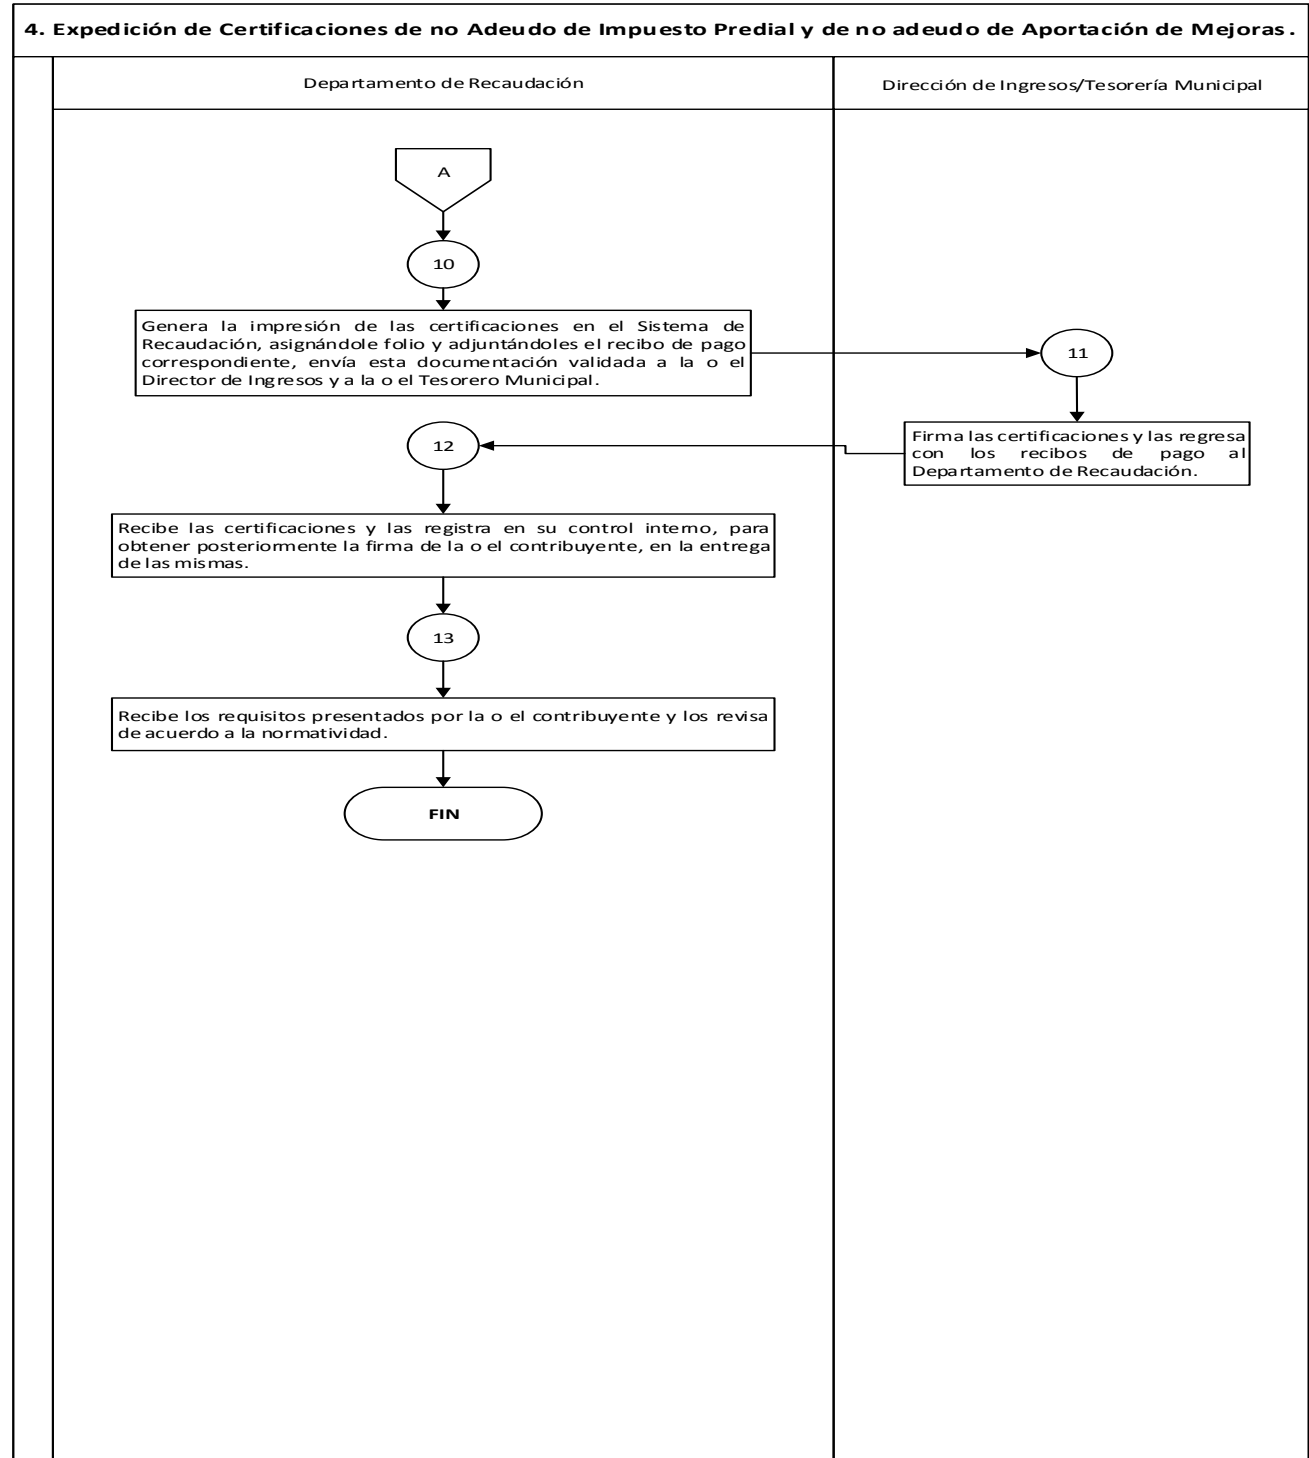 4. Expedición de Certificaciones de no Adeudo de Impuesto Predial y de no adeudo de Aportación de Mejoras.
Departamento de Recaudación
Dirección de Ingresos/Tesorería Municipal
A
10
Genera la impresión de las certificaciones en el Sistema de
Recaudación, asignándole folio y adjuntándoles el recibo de pago
correspondiente, envía esta documentación validada a la o el
Director de Ingresos y a la o el Tesorero Municipal.
11
Firma las certificaciones y las regresa
con los recibos de pago al
Departamento de Recaudación.
12
Recibe las certificaciones y las registra en su control interno, para
obtener posteriormente la firma de la o el contribuyente, en la entrega
de las mismas.
13
Recibe los requisitos presentados por la o el contribuyente y los revisa
de acuerdo a la normatividad.
FIN